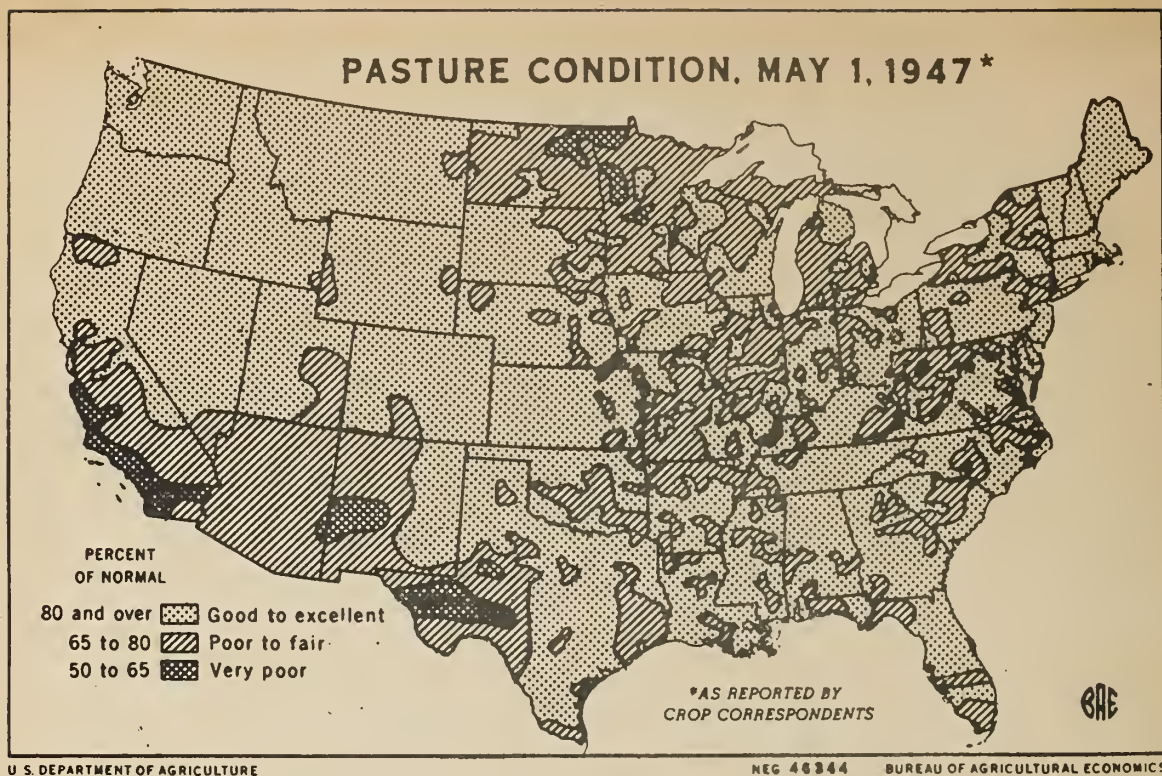 PASTURE CONDITION, MAY 1, 1947*
PERCENT
OF NORMAL
80 and over Good to excellent
65 to 80 Poor to fair
50 to 65 Very poor
*AS REPORTED BY
CROP CORRESPONDENTS
BAE
U. S. DEPARTMENT OF AGRICULTURE
NEG 46344 BUREAU OF AGRICULTURAL ECONOMICS